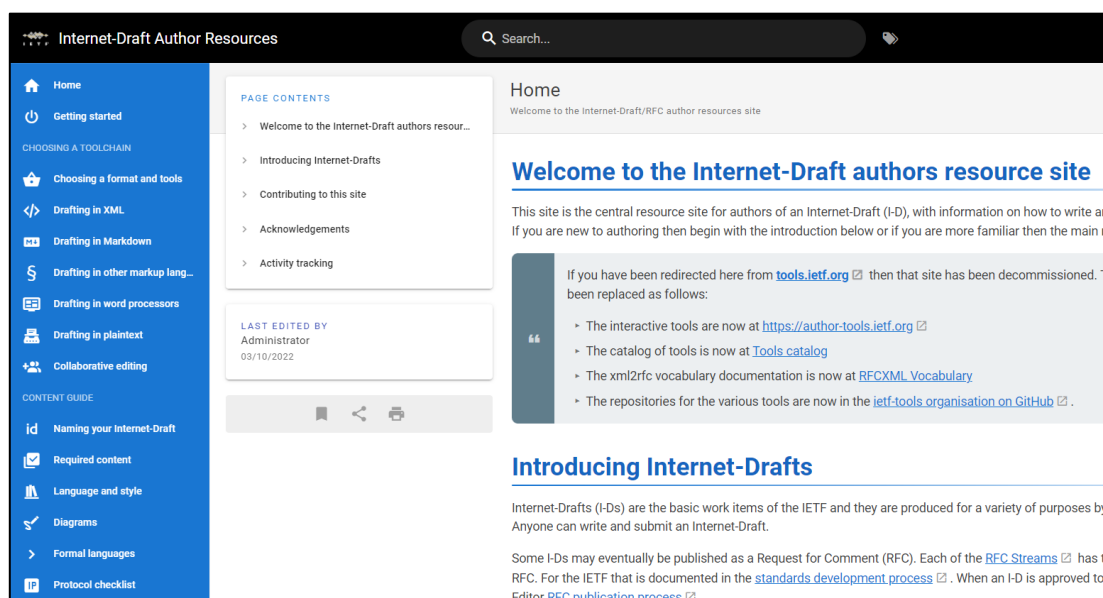 IETF
Internet-Draft Author Resources
Search...
Home
Getting started
CHOOSING A TOOLCHAIN
Choosing a format and tools
</> Drafting in XML
Drafting in Markdown
§ Drafting in other markup lang...
Drafting in word processors
Drafting in plaintext
Collaborative editing
CONTENT GUIDE
id Naming your Internet-Draft
Required content
Language and style
Diagrams
Formal languages
IP Protocol checklist
PAGE CONTENTS
Welcome to the Internet-Draft authors resour...
Introducing Internet-Drafts
Contributing to this site
Acknowledgements
Activity tracking
LAST EDITED BY
Administrator
03/10/2022
Home
Welcome to the Internet-Draft/RFC author resources site
Welcome to the Internet-Draft authors resource site
This site is the central resource site for authors of an Internet-Draft (I-D), with information on how to write
If you are new to authoring then begin with the introduction below or if you are more familiar then the main
If you have been redirected here from tools.ietf.org then that site has been decommissioned.
been replaced as follows:
The interactive tools are now at https://author-tools.ietf.org
The catalog of tools is now at Tools catalog
The xml2rfc vocabulary documentation is now at RFCXML Vocabulary
The repositories for the various tools are now in the ietf-tools organisation on GitHub .
Introducing Internet-Drafts
Internet-Drafts (I-Ds) are the basic work items of the IETF and they are produced for a variety of purposes by
Anyone can write and submit an Internet-Draft.
Some I-Ds may eventually be published as a Request for Comment (RFC). Each of the RFC Streams has
RFC. For the IETF that is documented in the standards development process . When an I-D is approved to
Editor RFC publication process